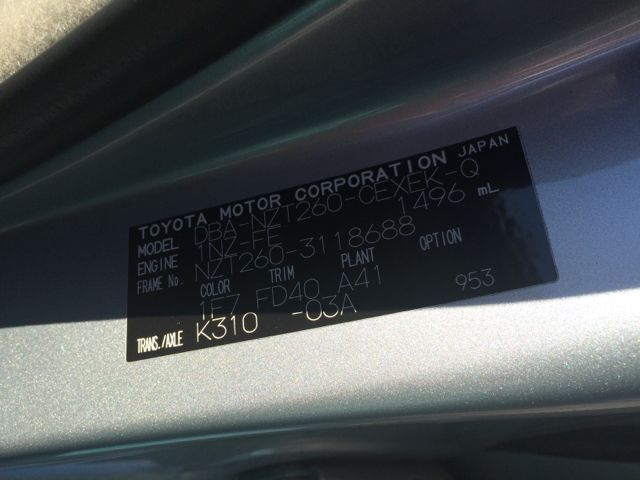 TOYOTA MOTOR CORPORATION JAPAN
MODEL DBA-NZT260-CEXEK-Q
ENGINE 1NZ-FE 1496 mL
FRAME No. NZT260-3118688
COLOR TRIM PLANT OPTION
1F7 FD40 A41 953
TRANS./AXLE K310 -03A